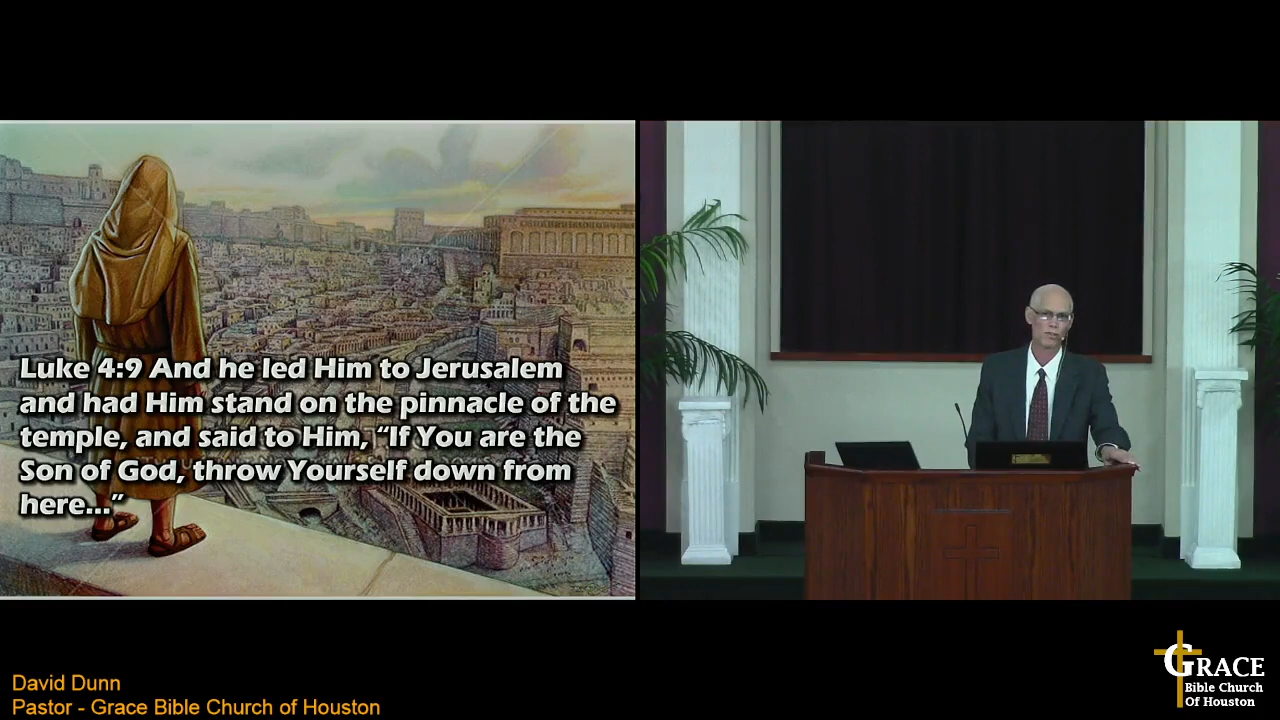 Luke 4:9 And he led Him to Jerusalem
and had Him stand on the pinnacle of the
temple, and said to Him, “If You are the
Son of God, throw Yourself down from
here...”
David Dunn
Pastor - Grace Bible Church of Houston
GRACE
Bible Church
Of Houston